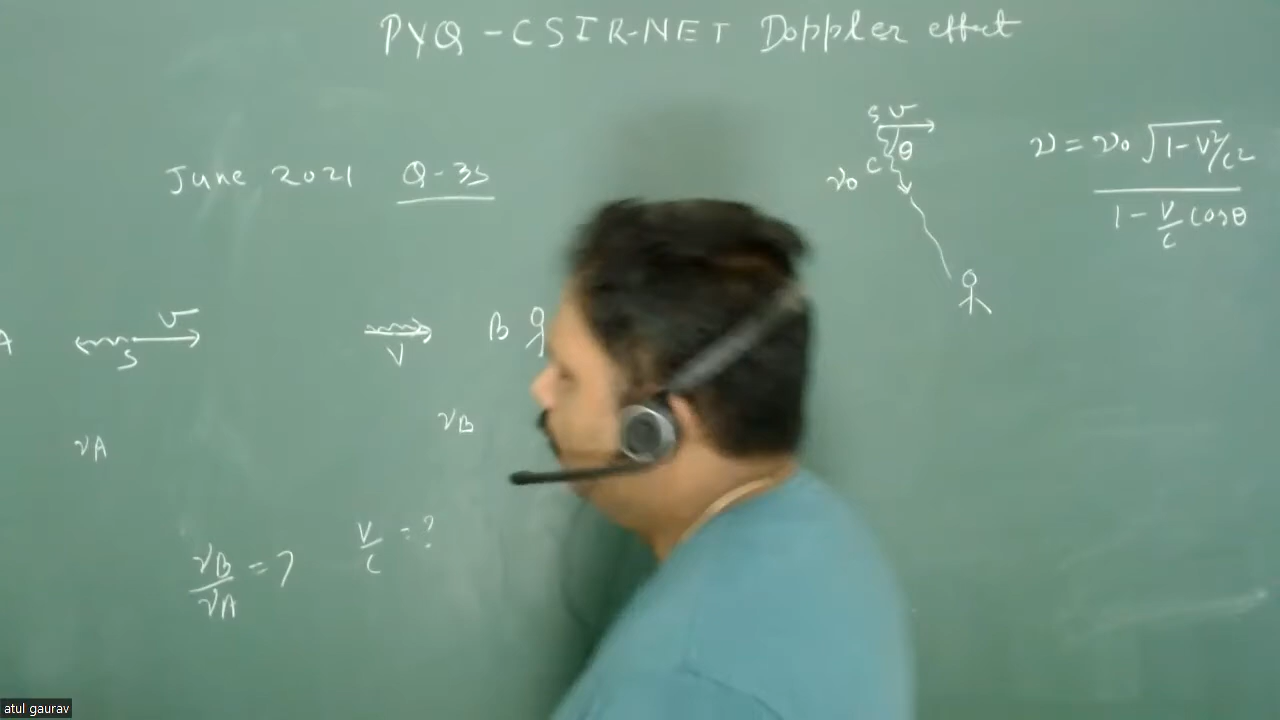 PYQ - CSIR-NET Doppler effect
June 2021 Q-35
S v
θ
c
ν0
ν = ν0 √1-v²/c²
1 - v/c cosθ
A
v
S
v
B
νA
νB
νB/νA = 7
v/c = ?
atul gaurav